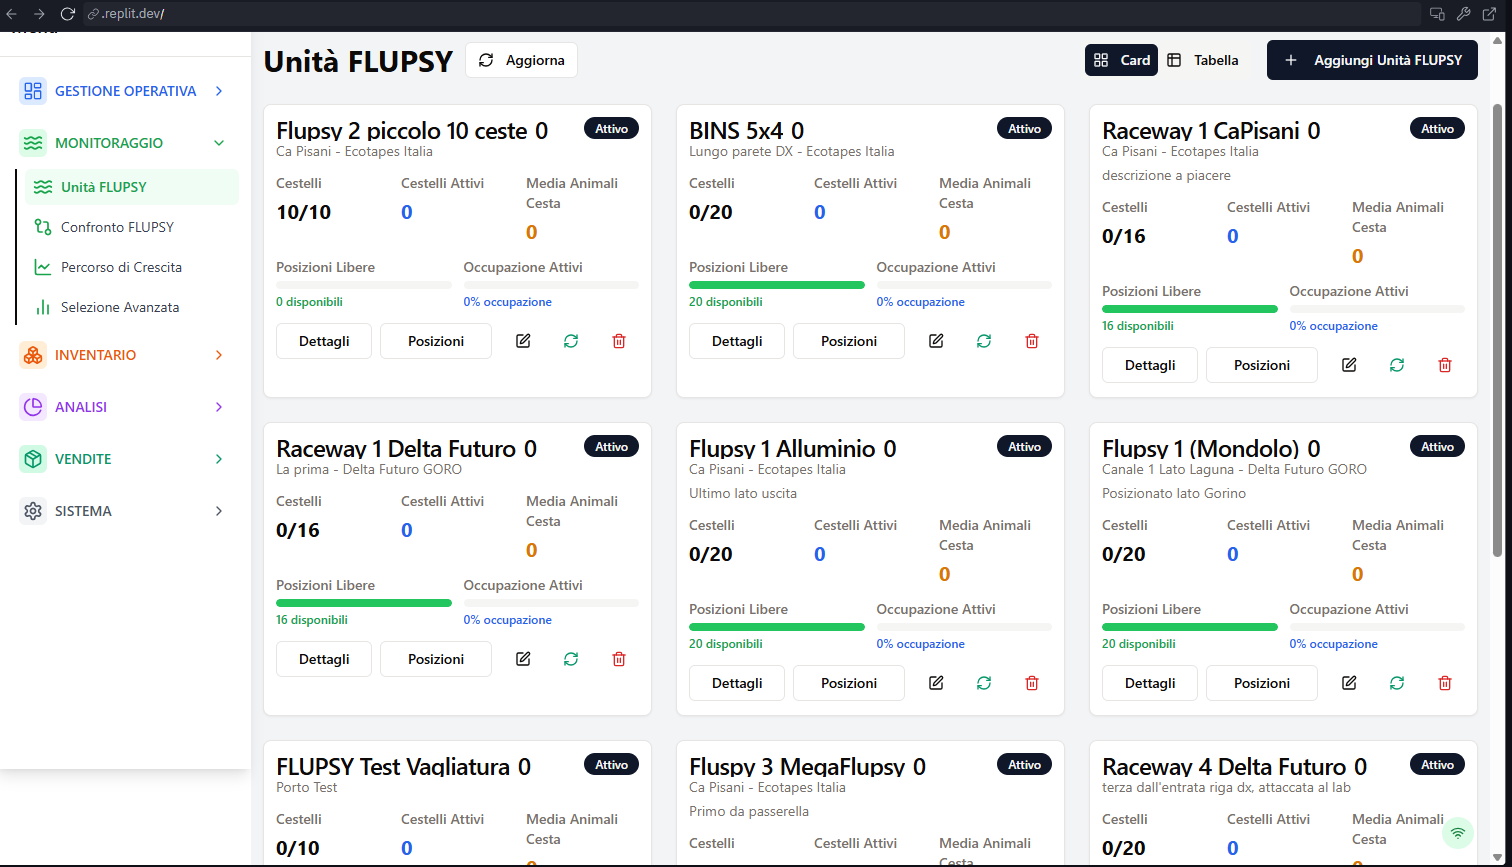 .replit.dev/
Unità FLUPSY
Aggiorna
Card
Tabella
Aggiungi Unità FLUPSY
GESTIONE OPERATIVA
MONITORAGGIO
Unità FLUPSY
Confronto FLUPSY
Percorso di Crescita
Selezione Avanzata
INVENTARIO
ANALISI
VENDITE
SISTEMA
Flupsy 2 piccolo 10 ceste 0
Attivo
Ca Pisani - Ecotapes Italia
Cestelli
Cestelli Attivi
Media Animali
Cesta
10/10
0
0
Posizioni Libere
Occupazione Attivi
0 disponibili
0% occupazione
Dettagli
Posizioni
BINS 5x4 0
Attivo
Lungo parete DX - Ecotapes Italia
Cestelli
Cestelli Attivi
Media Animali
Cesta
0/20
0
0
Posizioni Libere
Occupazione Attivi
20 disponibili
0% occupazione
Dettagli
Posizioni
Raceway 1 CaPisani 0
Attivo
Ca Pisani - Ecotapes Italia
descrizione a piacere
Cestelli
Cestelli Attivi
Media Animali
Cesta
0/16
0
0
Posizioni Libere
Occupazione Attivi
16 disponibili
0% occupazione
Dettagli
Posizioni
Raceway 1 Delta Futuro 0
Attivo
La prima - Delta Futuro GORO
Cestelli
Cestelli Attivi
Media Animali
Cesta
0/16
0
0
Posizioni Libere
Occupazione Attivi
16 disponibili
0% occupazione
Dettagli
Posizioni
Flupsy 1 Alluminio 0
Attivo
Ca Pisani - Ecotapes Italia
Ultimo lato uscita
Cestelli
Cestelli Attivi
Media Animali
Cesta
0/20
0
0
Posizioni Libere
Occupazione Attivi
20 disponibili
0% occupazione
Dettagli
Posizioni
Flupsy 1 (Mondolo) 0
Attivo
Canale 1 Lato Laguna - Delta Futuro GORO
Posizionato lato Gorino
Cestelli
Cestelli Attivi
Media Animali
Cesta
0/20
0
0
Posizioni Libere
Occupazione Attivi
20 disponibili
0% occupazione
Dettagli
Posizioni
FLUPSY Test Vagliatura 0
Attivo
Porto Test
Cestelli
Cestelli Attivi
Media Animali
Cesta
0/10
0
Fluspy 3 MegaFlupsy 0
Attivo
Ca Pisani - Ecotapes Italia
Primo da passerella
Cestelli
Cestelli Attivi
Media Animali
Cesta
Raceway 4 Delta Futuro 0
Attivo
terza dall'entrata riga dx, attaccata al lab
Cestelli
Cestelli Attivi
Media Animali
Cesta
0/20
0